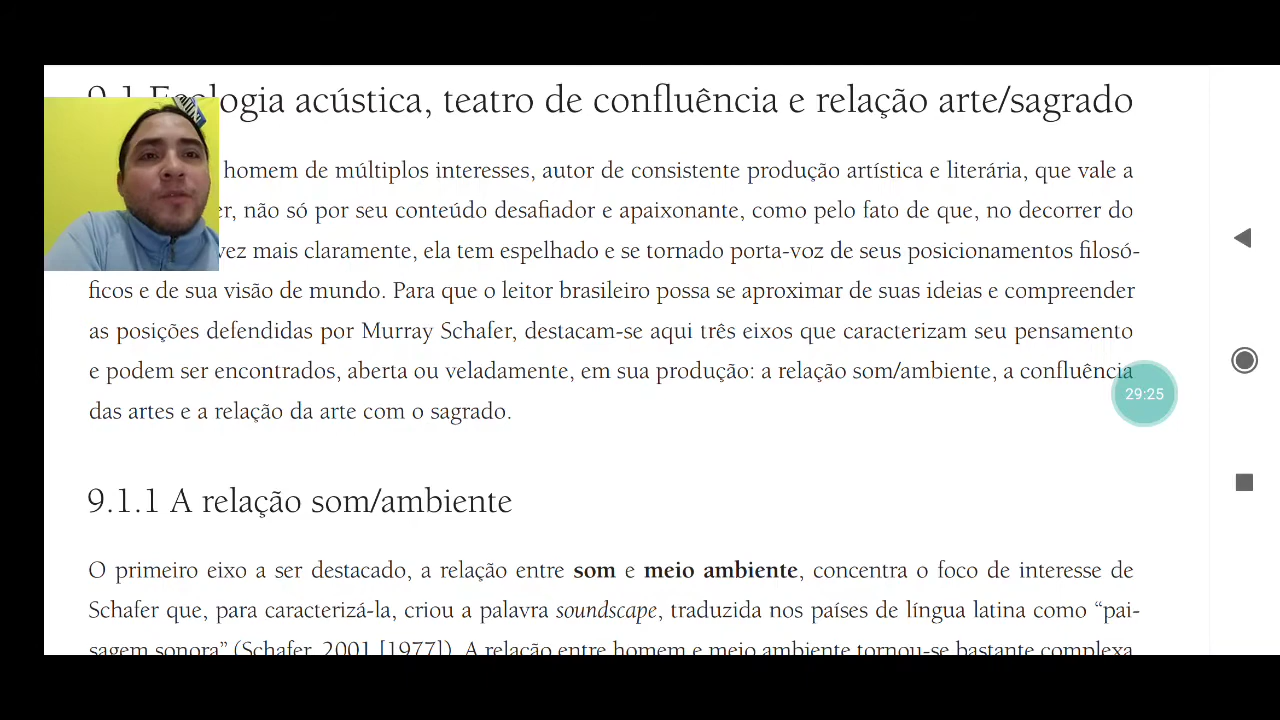 9.1 Ecologia acústica, teatro de confluência e relação arte/sagrado
homem de múltiplos interesses, autor de consistente produção artística e literária, que vale a
não só por seu conteúdo desafiador e apaixonante, como pelo fato de que, no decorrer do
vez mais claramente, ela tem espelhado e se tornado porta-voz de seus posicionamentos filosó-
ficos e de sua visão de mundo. Para que o leitor brasileiro possa se aproximar de suas ideias e compreender
as posições defendidas por Murray Schafer, destacam-se aqui três eixos que caracterizam seu pensamento
e podem ser encontrados, aberta ou veladamente, em sua produção: a relação som/ambiente, a confluência
das artes e a relação da arte com o sagrado.
29:25
9.1.1 A relação som/ambiente
O primeiro eixo a ser destacado, a relação entre som e meio ambiente, concentra o foco de interesse de
Schafer que, para caracterizá-la, criou a palavra soundscape, traduzida nos países de língua latina como “pai-
sagem sonora” (Schafer, 2001 [1977]). A relação entre homem e meio ambiente tornou-se bastante complexa